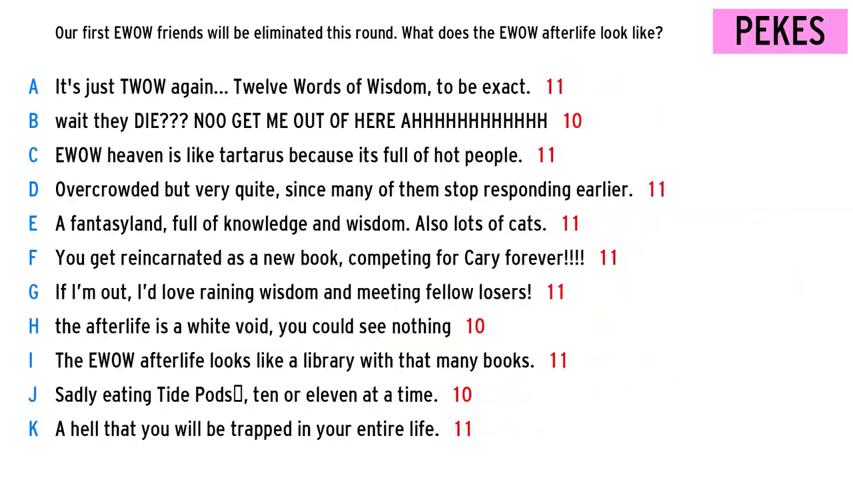 Our first EWOW friends will be eliminated this round. What does the EWOW afterlife look like?
PEKES
A It's just TWOW again... Twelve Words of Wisdom, to be exact. 11
B wait they DIE??? NOO GET ME OUT OF HERE AHHHHHHHHHHHH 10
C EWOW heaven is like tartarus because its full of hot people. 11
D Overcrowded but very quite, since many of them stop responding earlier. 11
E A fantasyland, full of knowledge and wisdom. Also lots of cats. 11
F You get reincarnated as a new book, competing for Cary forever!!!! 11
G If I'm out, I'd love raining wisdom and meeting fellow losers! 11
H the afterlife is a white void, you could see nothing 10
I The EWOW afterlife looks like a library with that many books. 11
J Sadly eating Tide Pods▯, ten or eleven at a time. 10
K A hell that you will be trapped in your entire life. 11